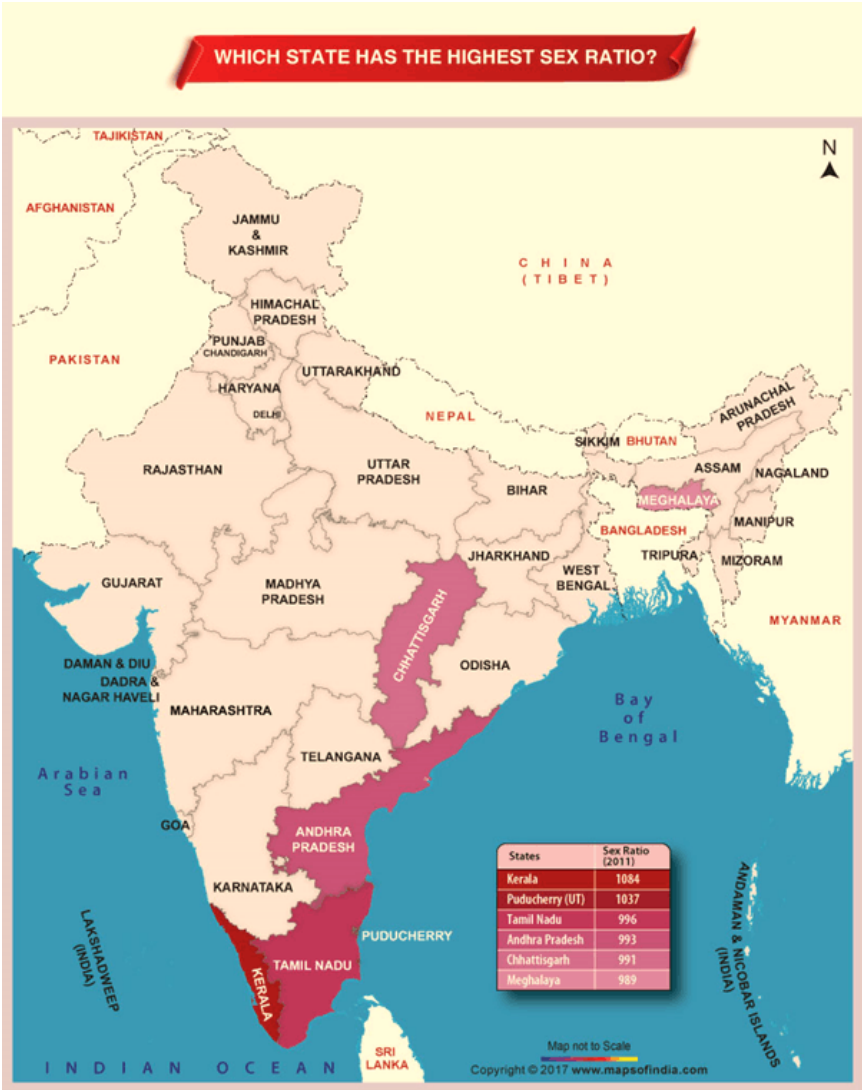 WHICH STATE HAS THE HIGHEST SEX RATIO?
TAJIKISTAN
N
AFGHANISTAN
JAMMU
&
KASHMIR
CHINA
(TIBET)
HIMACHAL
PRADESH
PUNJAB
CHANDIGARH
PAKISTAN
UTTARAKHAND
HARYANA
DELHI
NEPAL
ARUNACHAL
PRADESH
SIKKIM
BHUTAN
RAJASTHAN
UTTAR
PRADESH
ASSAM
NAGALAND
BIHAR
MEGHALAYA
MANIPUR
BANGLADESH
JHARKHAND
TRIPURA
MIZORAM
GUJARAT
MADHYA
PRADESH
WEST
BENGAL
CHHATTISGARH
MYANMAR
DAMAN & DIU
DADRA &
NAGAR HAVELI
ODISHA
MAHARASHTRA
Bay
of
Bengal
TELANGANA
Arabian
Sea
GOA
ANDHRA
PRADESH
KARNATAKA
States
Sex Ratio
(2011)
Kerala 1084
Puducherry (UT) 1037
Tamil Nadu 996
Andhra Pradesh 993
Chhattisgarh 991
Meghalaya 989
ANDAMAN & NICOBAR ISLANDS
(INDIA)
LAKSHADWEEP
(INDIA)
PUDUCHERRY
KERALA
TAMIL NADU
SRI
LANKA
INDIAN OCEAN
Map not to Scale
Copyright © 2017 www.mapsofindia.com